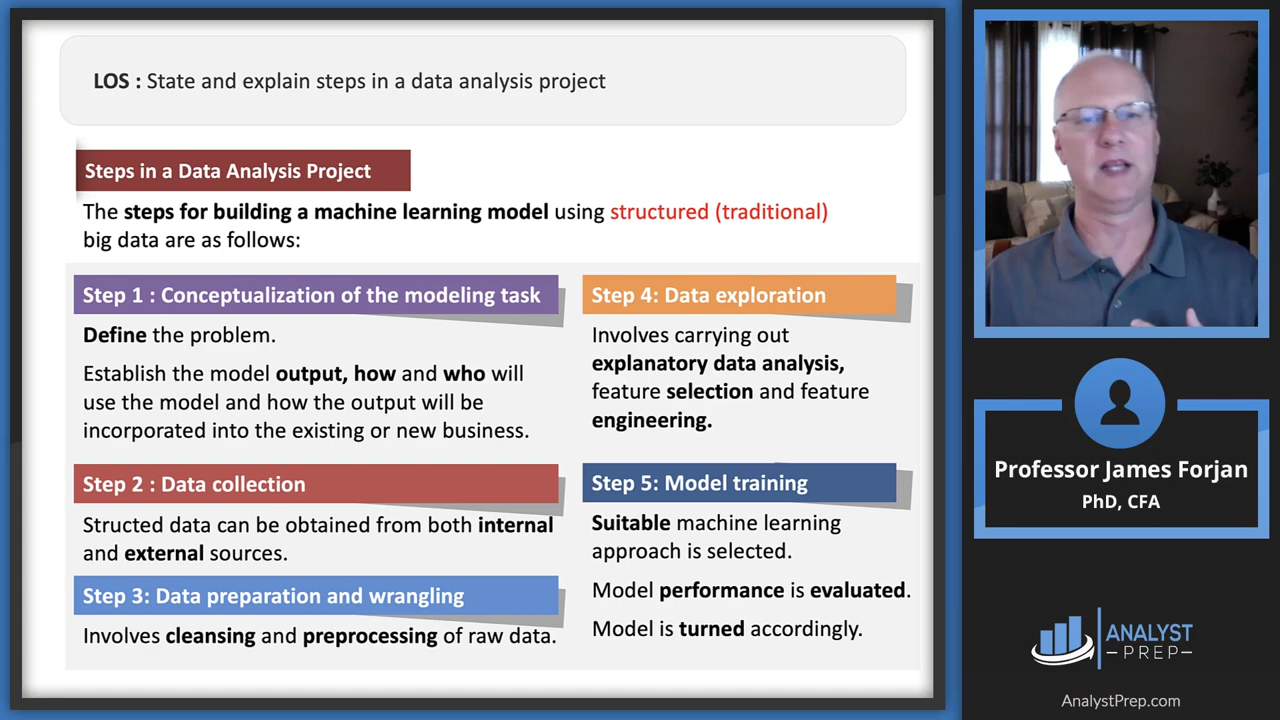 LOS : State and explain steps in a data analysis project
Steps in a Data Analysis Project
The steps for building a machine learning model using structured (traditional)
big data are as follows:
Step 1 : Conceptualization of the modeling task
Define the problem.
Establish the model output, how and who will
use the model and how the output will be
incorporated into the existing or new business.
Step 2 : Data collection
Structed data can be obtained from both internal
and external sources.
Step 3: Data preparation and wrangling
Involves cleansing and preprocessing of raw data.
Step 4: Data exploration
Involves carrying out
explanatory data analysis,
feature selection and feature
engineering.
Step 5: Model training
Suitable machine learning
approach is selected.
Model performance is evaluated.
Model is turned accordingly.
Professor James Forjan
PhD, CFA
ANALYST
PREP
AnalystPrep.com